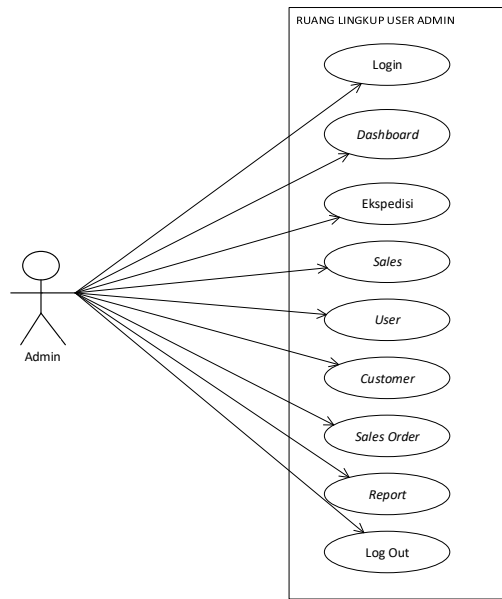 RUANG LINGKUP USER ADMIN
Login
Dashboard
Ekspedisi
Sales
User
Customer
Sales Order
Report
Log Out
Admin